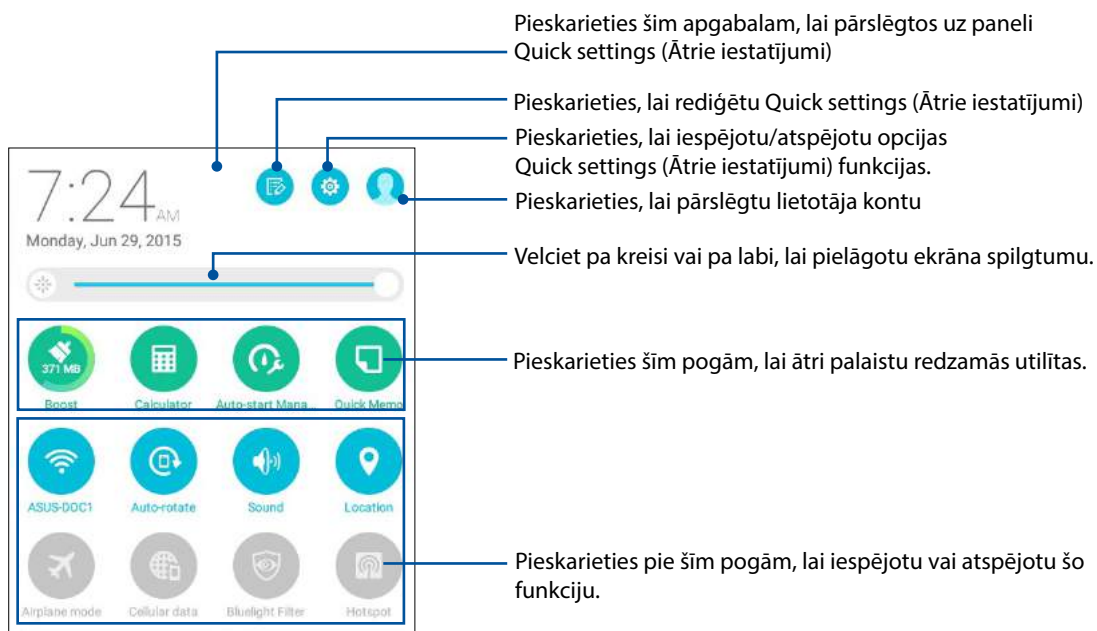 Pieskarieties šim apgabalam, lai pārslēgtos uz paneli
Quick settings (Ātrie iestatījumi)
Pieskarieties, lai rediģētu Quick settings (Ātrie iestatījumi)
Pieskarieties, lai iespējotu/atspējotu opcijas
Quick settings (Ātrie iestatījumi) funkcijas.
Pieskarieties, lai pārslēgtu lietotāja kontu
7:24 AM
Monday, Jun 29, 2015
Velciet pa kreisi vai pa labi, lai pielāgotu ekrāna spilgtumu.
371 MB
Boost Calculator Auto-start Mana... Quick Memo
Pieskarieties šīm pogām, lai ātri palaistu redzamās utilītas.
ASUS-DOC1 Auto-rotate Sound Location
Airplane mode Cellular data Bluelight Filter Hotspot
Pieskarieties pie šīm pogām, lai iespējotu vai atspējotu šo
funkciju.